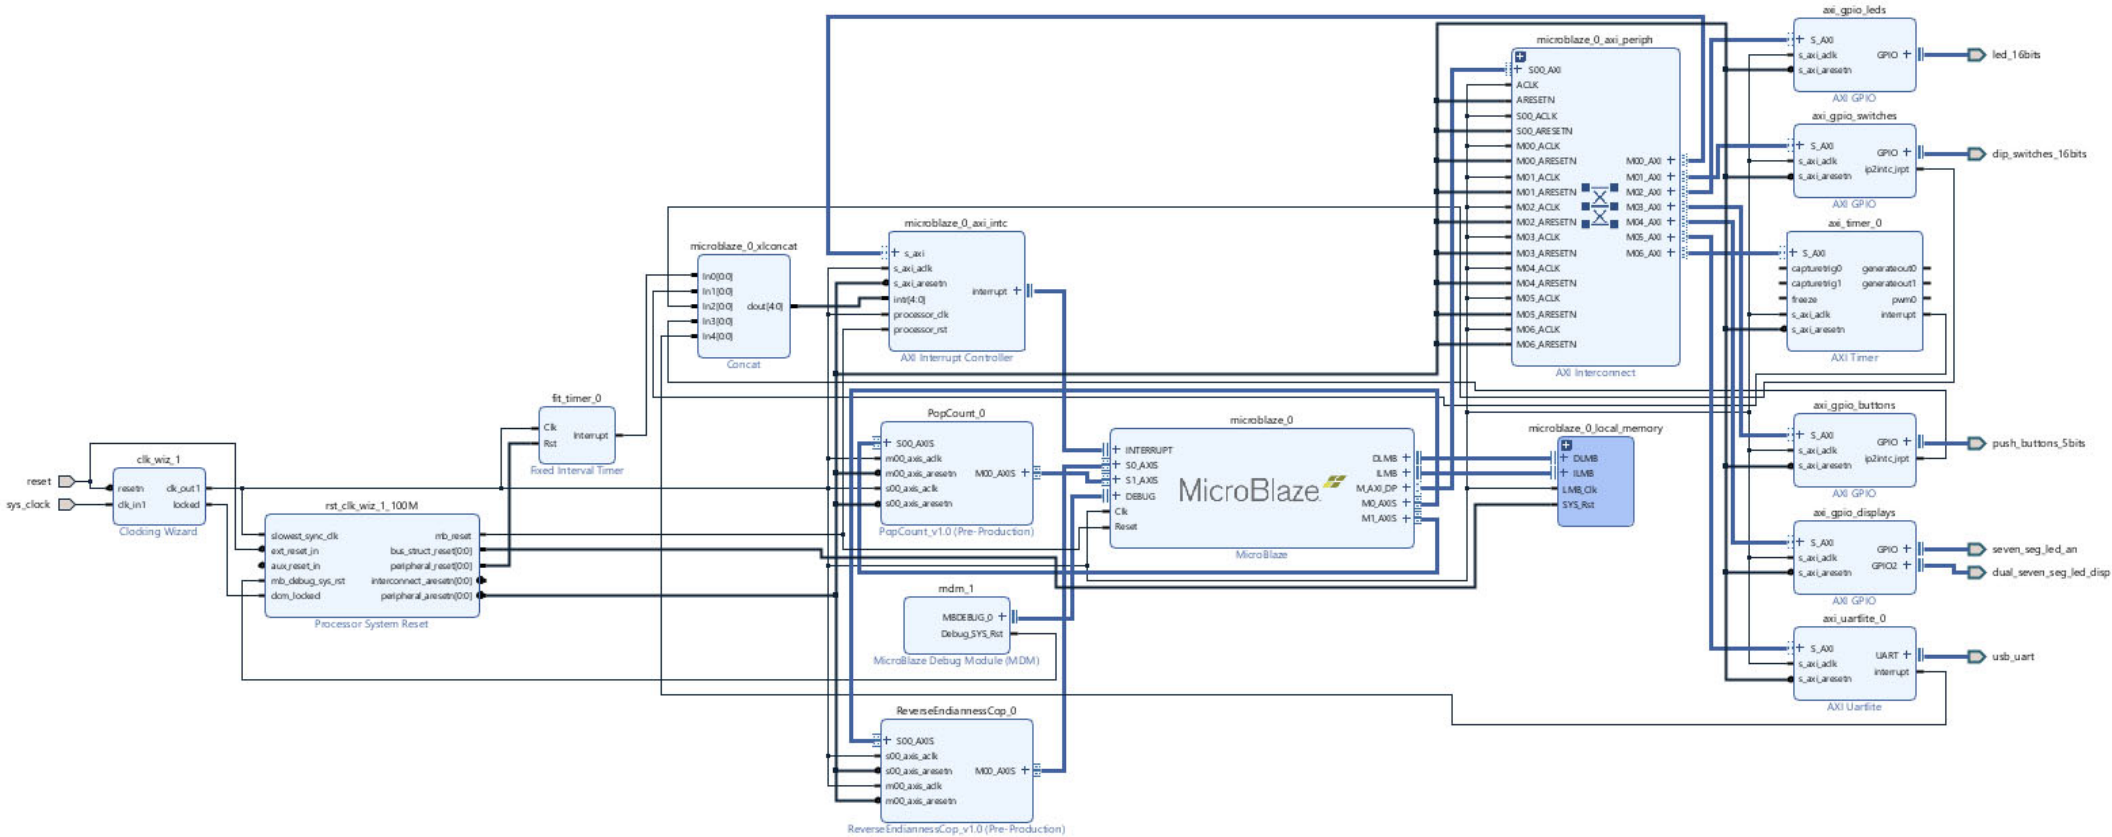 reset
sys_clock
clk_wiz_1
resetn
clk_in1
clk_out1
locked
Clocking Wizard
rst_clk_wiz_1_100M
slowest_sync_clk
ext_reset_in
aux_reset_in
mb_debug_sys_rst
dcm_locked
mb_reset
bus_struct_reset[0:0]
peripheral_reset[0:0]
interconnect_aresetn[0:0]
peripheral_aresetn[0:0]
Processor System Reset
fit_timer_0
Clk
Rst
Interrupt
Fixed Interval Timer
microblaze_0_xlconcat
In0[0:0]
In1[0:0]
In2[0:0]
In3[0:0]
In4[0:0]
dout[4:0]
Concat
microblaze_0_axi_intc
s_axi
s_axi_aclk
s_axi_aresetn
intr[4:0]
processor_clk
processor_rst
interrupt
AXI Interrupt Controller
PopCount_0
S00_AXIS
m00_axis_aclk
m00_axis_aresetn
s00_axis_aclk
s00_axis_aresetn
M00_AXIS
PopCount_v1.0 (Pre-Production)
mdm_1
MBDEBUG_0
Debug_SYS_Rst
MicroBlaze Debug Module (MDM)
ReverseEndiannessCop_0
S00_AXIS
s00_axis_aclk
s00_axis_aresetn
m00_axis_aclk
m00_axis_aresetn
M00_AXIS
ReverseEndiannessCop_v1.0 (Pre-Production)
microblaze_0
INTERRUPT
S0_AXIS
S1_AXIS
DEBUG
Clk
Reset
MicroBlaze
DLMB
ILMB
M_AXI_DP
M0_AXIS
M1_AXIS
MicroBlaze
microblaze_0_axi_periph
S00_AXI
ACLK
ARESETN
S00_ACLK
S00_ARESETN
M00_ACLK
M00_ARESETN
M01_ACLK
M01_ARESETN
M02_ACLK
M02_ARESETN
M03_ACLK
M03_ARESETN
M04_ACLK
M04_ARESETN
M05_ACLK
M05_ARESETN
M06_ACLK
M06_ARESETN
M00_AXI
M01_AXI
M02_AXI
M03_AXI
M04_AXI
M05_AXI
M06_AXI
AXI Interconnect
microblaze_0_local_memory
DLMB
ILMB
LMB_Clk
SYS_Rst
axi_gpio_leds
S_AXI
s_axi_aclk
s_axi_aresetn
GPIO
AXI GPIO
led_16bits
axi_gpio_switches
S_AXI
s_axi_aclk
s_axi_aresetn
GPIO
ip2intc_irpt
AXI GPIO
dip_switches_16bits
axi_timer_0
S_AXI
capturetrig0
capturetrig1
freeze
s_axi_aclk
s_axi_aresetn
generateout0
generateout1
pwm0
interrupt
AXI Timer
axi_gpio_buttons
S_AXI
s_axi_aclk
s_axi_aresetn
GPIO
ip2intc_irpt
AXI GPIO
push_buttons_5bits
axi_gpio_displays
S_AXI
s_axi_aclk
s_axi_aresetn
GPIO
GPIO2
AXI GPIO
seven_seg_led_an
dual_seven_seg_led_disp
axi_uartlite_0
S_AXI
s_axi_aclk
s_axi_aresetn
UART
interrupt
AXI Uartlite
usb_uart